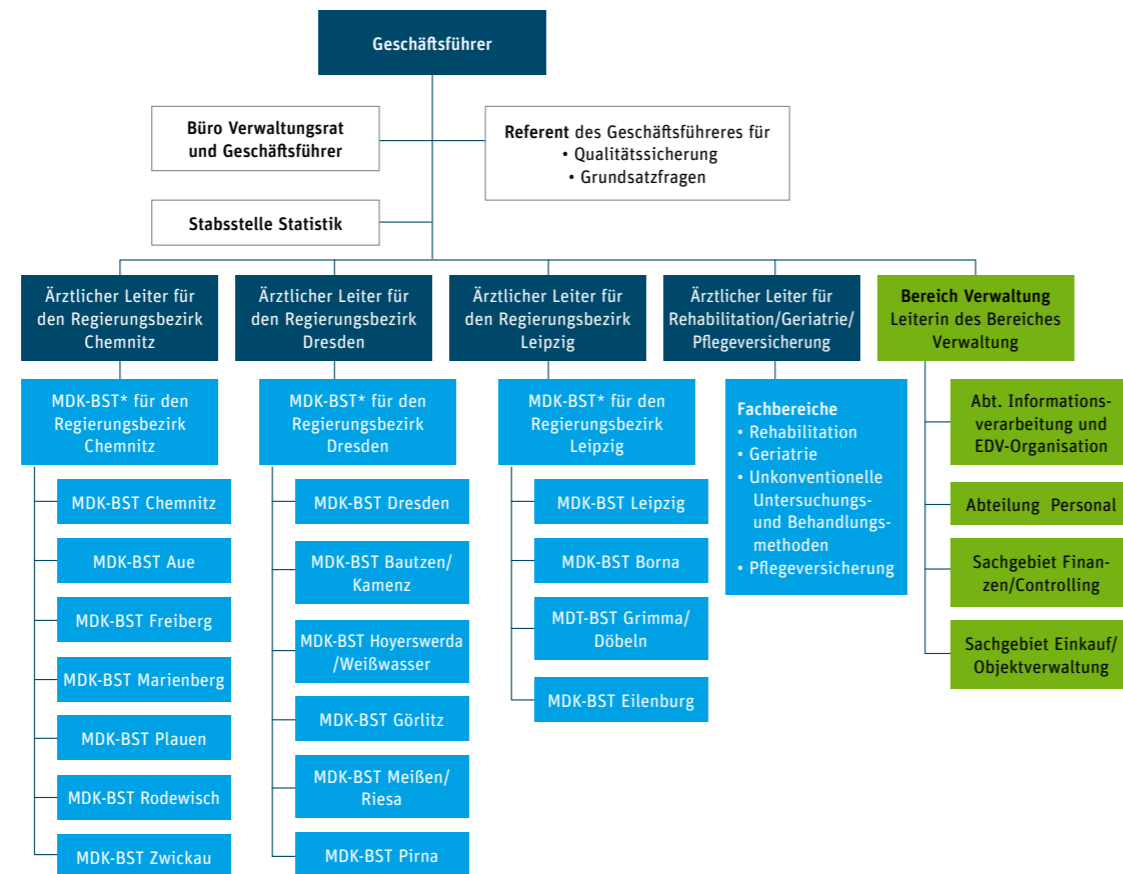 Geschäftsführer
Büro Verwaltungsrat
und Geschäftsführer
Referent des Geschäftsführeres für
• Qualitätssicherung
• Grundsatzfragen
Stabsstelle Statistik
Ärztlicher Leiter für
den Regierungsbezirk
Chemnitz
Ärztlicher Leiter für
den Regierungsbezirk
Dresden
Ärztlicher Leiter für
den Regierungsbezirk
Leipzig
Ärztlicher Leiter für
Rehabilitation/Geriatrie/
Pflegeversicherung
Bereich Verwaltung
Leiterin des Bereiches
Verwaltung
MDK-BST* für den
Regierungsbezirk
Chemnitz
MDK-BST Chemnitz
MDK-BST Aue
MDK-BST Freiberg
MDK-BST Marienberg
MDK-BST Plauen
MDK-BST Rodewisch
MDK-BST Zwickau
MDK-BST* für den
Regierungsbezirk
Dresden
MDK-BST Dresden
MDK-BST Bautzen/
Kamenz
MDK-BST Hoyerswerda
/Weißwasser
MDK-BST Görlitz
MDK-BST Meißen/
Riesa
MDK-BST Pirna
MDK-BST* für den
Regierungsbezirk
Leipzig
MDK-BST Leipzig
MDK-BST Borna
MDT-BST Grimma/
Döbeln
MDK-BST Eilenburg
Fachbereiche
• Rehabilitation
• Geriatrie
• Unkonventionelle
Untersuchungs-
und Behandlungs-
methoden
• Pflegeversicherung
Abt. Informations-
verarbeitung und
EDV-Organisation
Abteilung Personal
Sachgebiet Finan-
zen/Controlling
Sachgebiet Einkauf/
Objektverwaltung